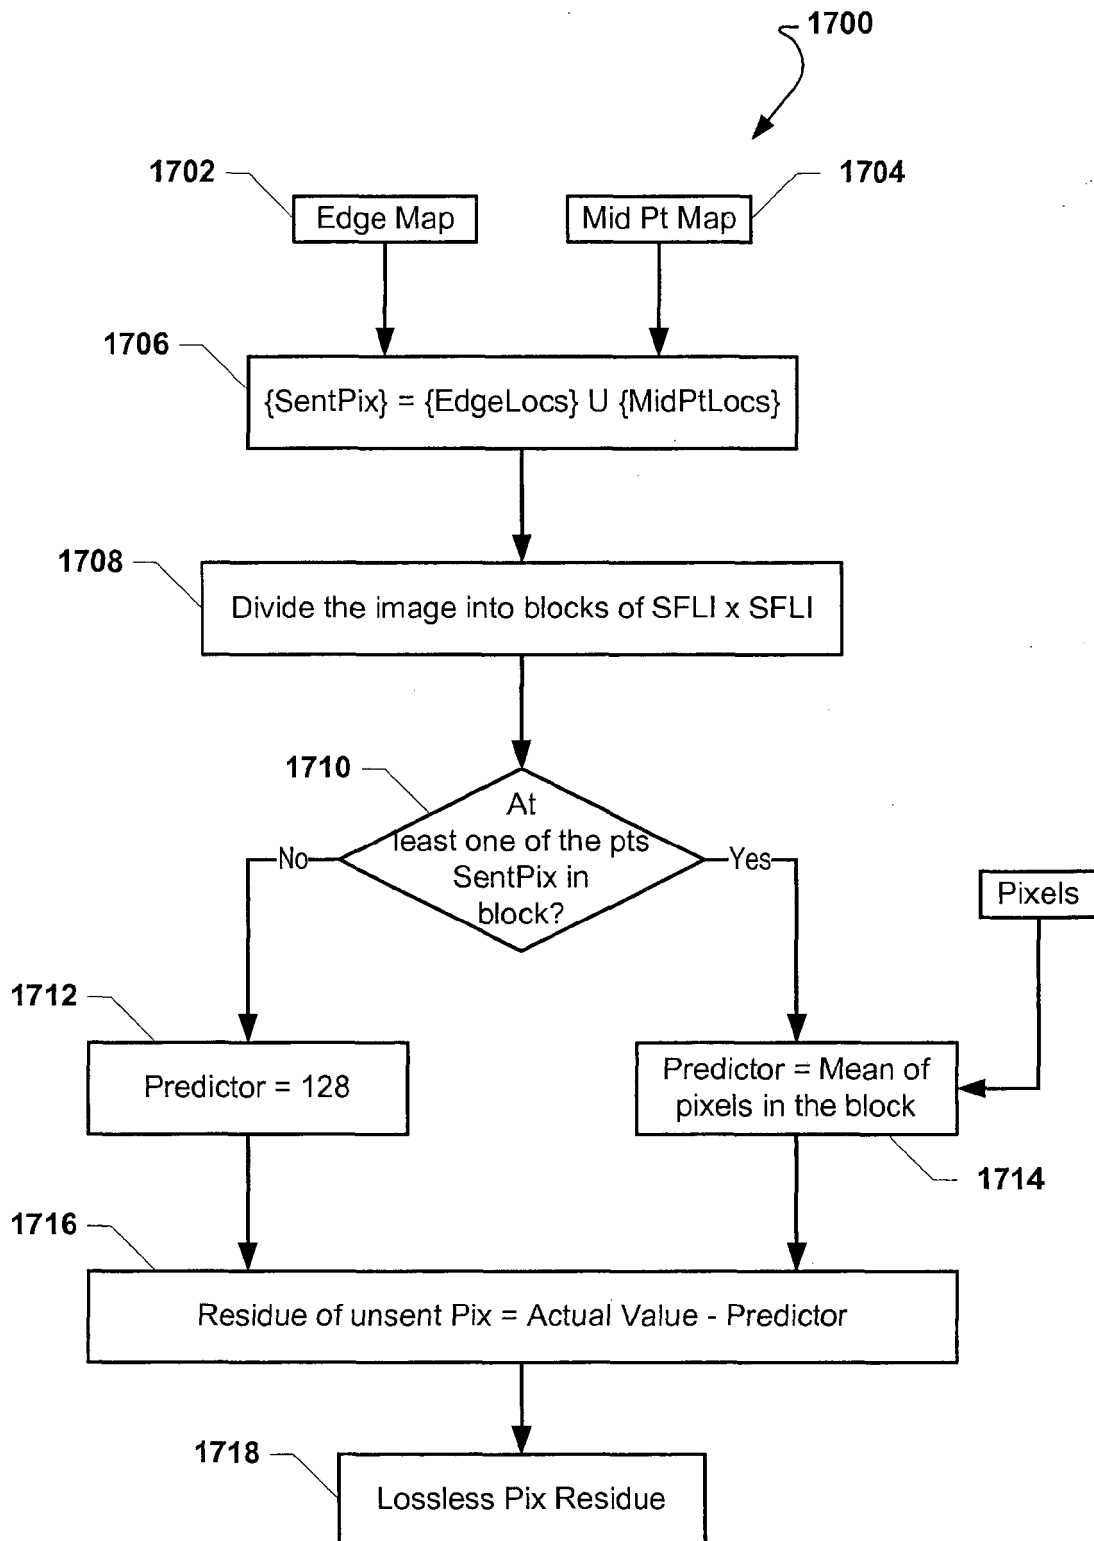 1700
1702
1704
Edge Map
Mid Pt Map
1706
{SentPix} = {EdgeLocs} U {MidPtLocs}
1708
Divide the image into blocks of SFLI x SFLI
1710
At
least one of the pts
SentPix in
block?
No
Yes
Pixels
1712
Predictor = 128
Predictor = Mean of
pixels in the block
1714
1716
Residue of unsent Pix = Actual Value - Predictor
1718
Lossless Pix Residue